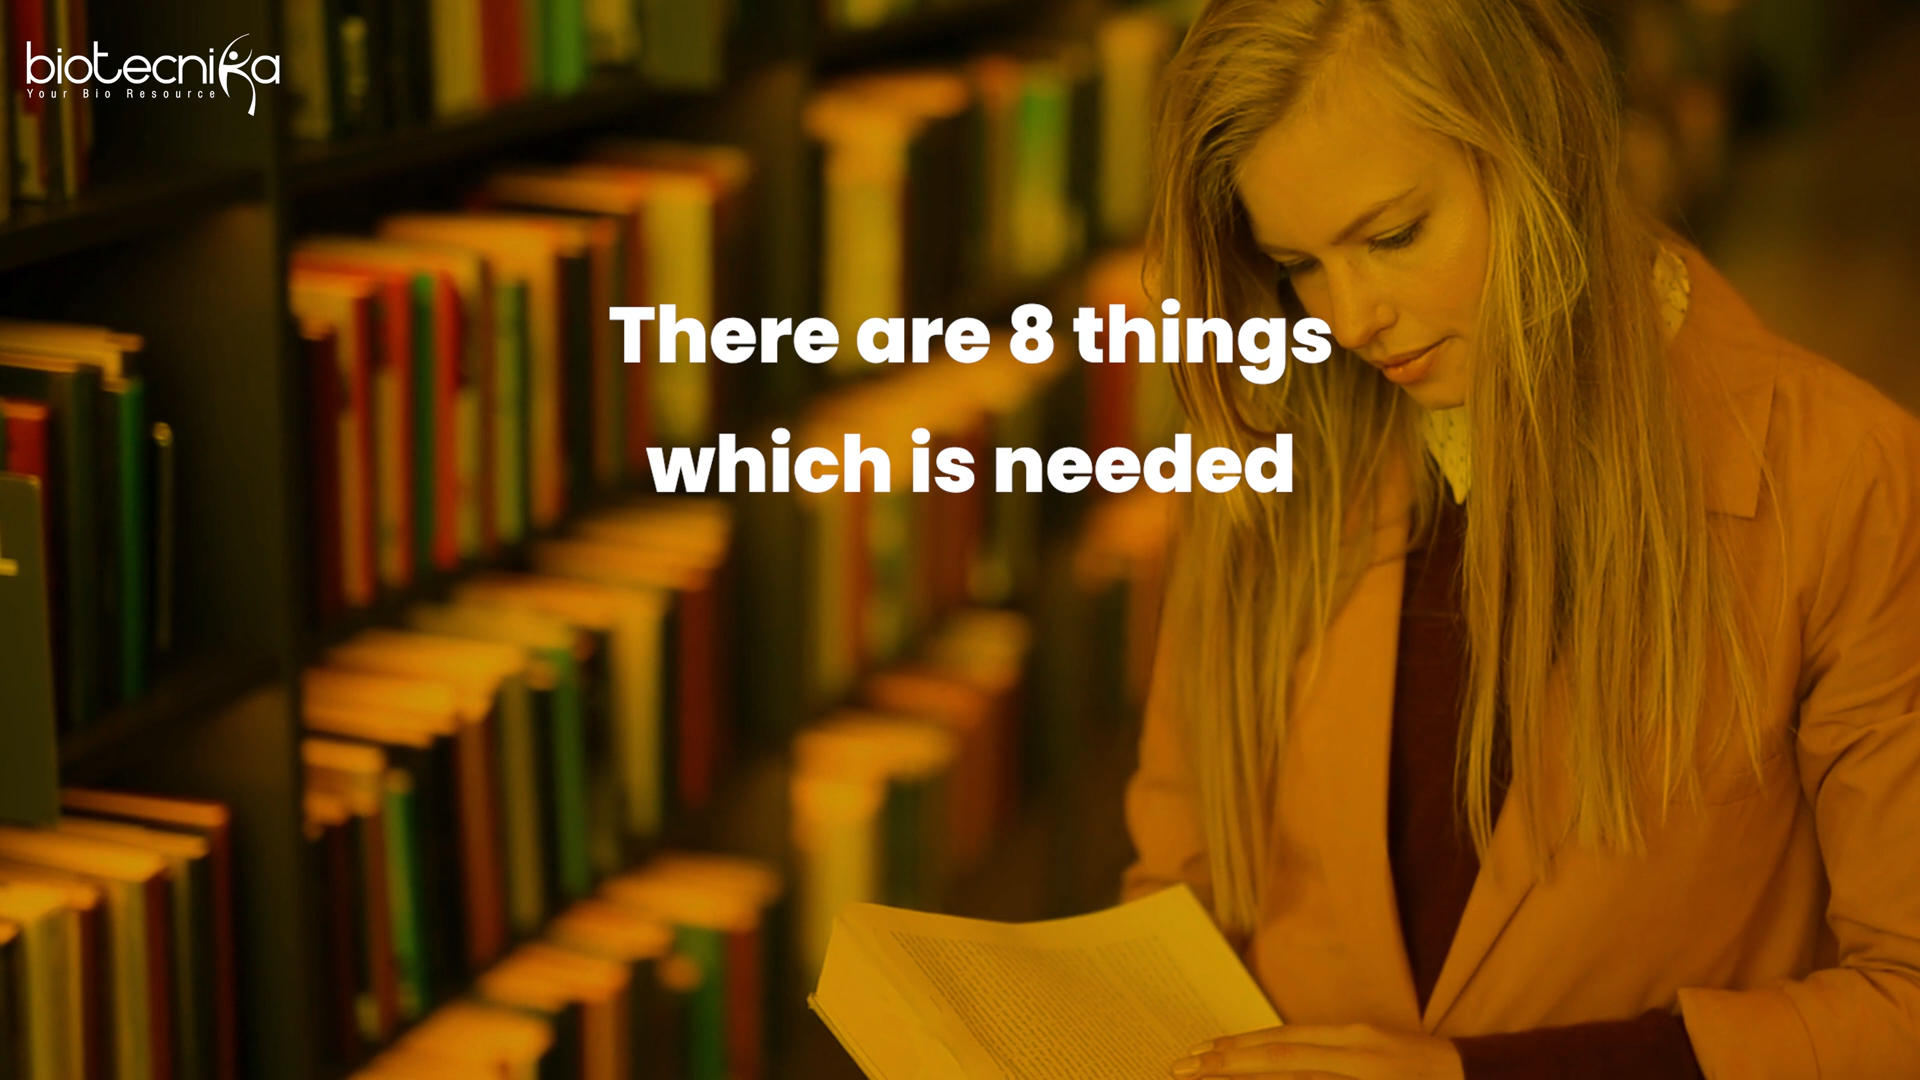 biotecnika
Your Bio Resource
There are 8 things
which is needed